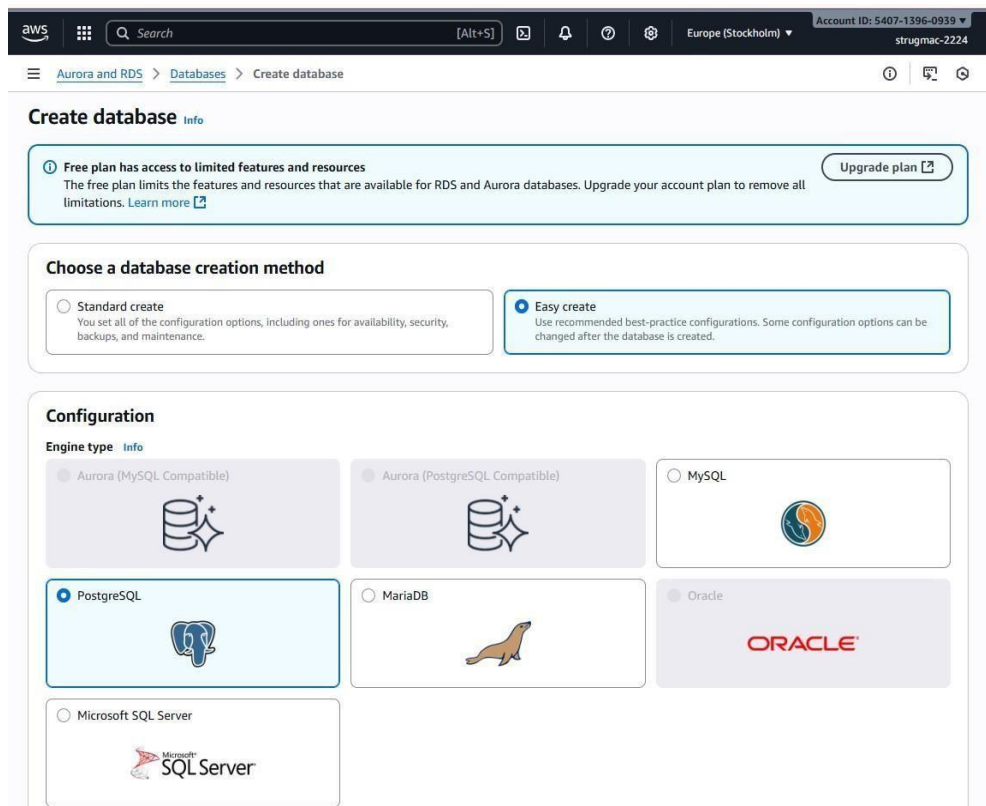 aws
Search [Alt+S]
Europe (Stockholm)
Account ID: 5407-1396-0939
strugmac-2224
Aurora and RDS > Databases > Create database
Create database Info
Free plan has access to limited features and resources
The free plan limits the features and resources that are available for RDS and Aurora databases. Upgrade your account plan to remove all
limitations. Learn more
Upgrade plan
Choose a database creation method
Standard create
You set all of the configuration options, including ones for availability, security,
backups, and maintenance.
Easy create
Use recommended best-practice configurations. Some configuration options can be
changed after the database is created.
Configuration
Engine type Info
Aurora (MySQL Compatible)
Aurora (PostgreSQL Compatible)
MySQL
PostgreSQL
MariaDB
Oracle
ORACLE
Microsoft SQL Server
Microsoft
SQL Server